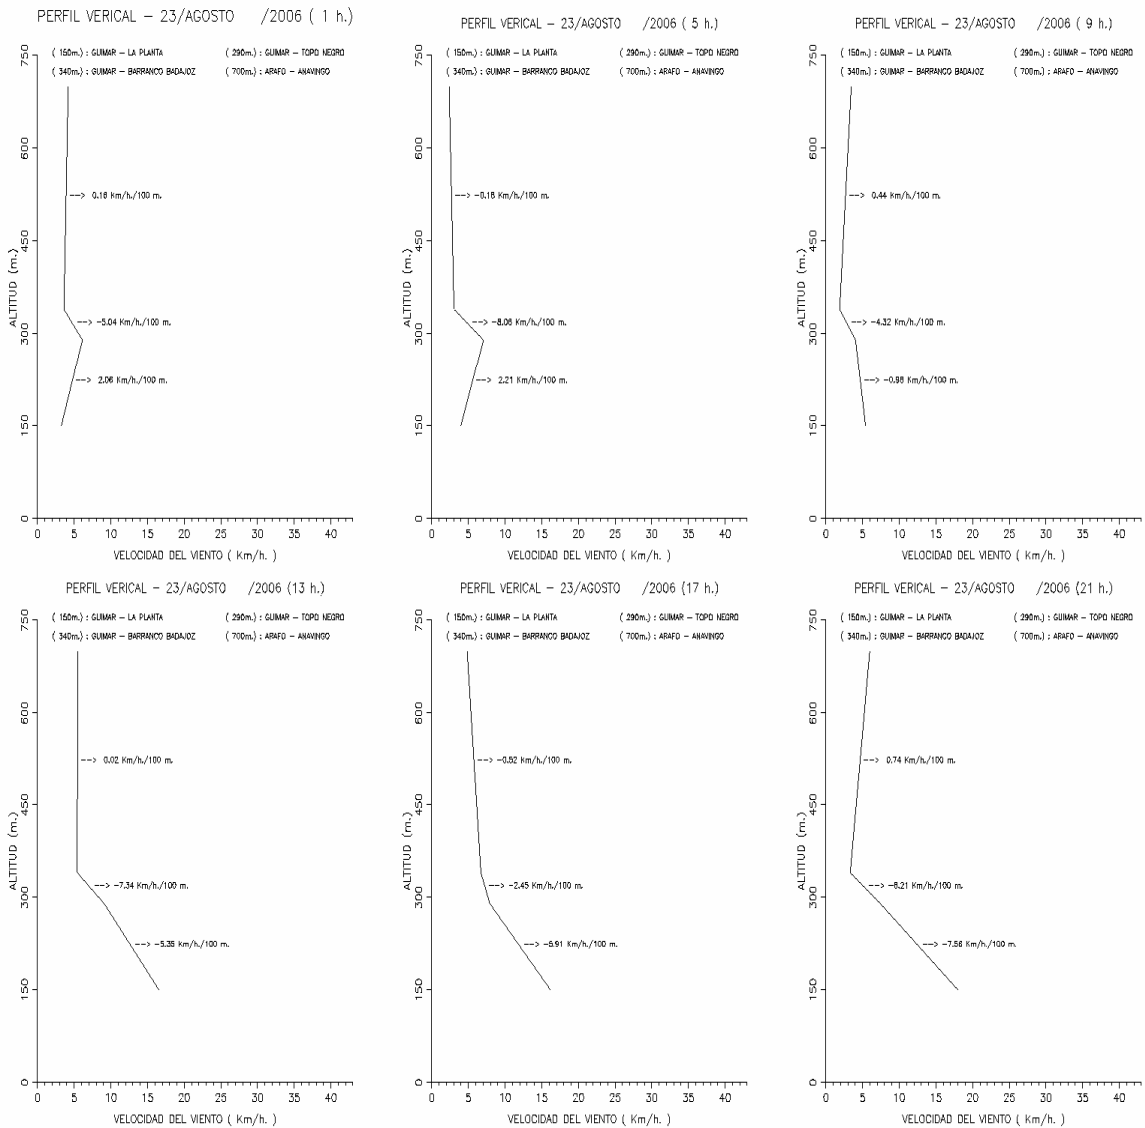 PERFIL VERICAL - 23/AGOSTO /2006 ( 1 h.)
( 150m.) : GUIMAR - LA PLANTA ( 290m.) : GUIMAR - TOPO NEGRO
( 340m.) : GUIMAR - BARRANCO BADAJOZ ( 700m.) : ARAFO - ANAVINGO
750
600
--> 0.16 Km/h./100 m.
450
ALTITUD (m.)
--> -5.04 Km/h./100 m.
300
--> 2.06 Km/h./100 m.
150
0
0 5 10 15 20 25 30 35 40
VELOCIDAD DEL VIENTO ( Km/h. )
PERFIL VERICAL - 23/AGOSTO /2006 ( 5 h.)
( 150m.) : GUIMAR - LA PLANTA ( 290m.) : GUIMAR - TOPO NEGRO
( 340m.) : GUIMAR - BARRANCO BADAJOZ ( 700m.) : ARAFO - ANAVINGO
750
600
--> -0.16 Km/h./100 m.
450
ALTITUD (m.)
--> -8.06 Km/h./100 m.
300
--> 2.21 Km/h./100 m.
150
0
0 5 10 15 20 25 30 35 40
VELOCIDAD DEL VIENTO ( Km/h. )
PERFIL VERICAL - 23/AGOSTO /2006 ( 9 h.)
( 150m.) : GUIMAR - LA PLANTA ( 290m.) : GUIMAR - TOPO NEGRO
( 340m.) : GUIMAR - BARRANCO BADAJOZ ( 700m.) : ARAFO - ANAVINGO
750
600
--> 0.44 Km/h./100 m.
450
ALTITUD (m.)
--> -4.32 Km/h./100 m.
300
--> -0.98 Km/h./100 m.
150
0
0 5 10 15 20 25 30 35 40
VELOCIDAD DEL VIENTO ( Km/h. )
PERFIL VERICAL - 23/AGOSTO /2006 (13 h.)
( 150m.) : GUIMAR - LA PLANTA ( 290m.) : GUIMAR - TOPO NEGRO
( 340m.) : GUIMAR - BARRANCO BADAJOZ ( 700m.) : ARAFO - ANAVINGO
750
600
--> 0.02 Km/h./100 m.
450
ALTITUD (m.)
--> -7.34 Km/h./100 m.
300
--> -5.35 Km/h./100 m.
150
0
0 5 10 15 20 25 30 35 40
VELOCIDAD DEL VIENTO ( Km/h. )
PERFIL VERICAL - 23/AGOSTO /2006 (17 h.)
( 150m.) : GUIMAR - LA PLANTA ( 290m.) : GUIMAR - TOPO NEGRO
( 340m.) : GUIMAR - BARRANCO BADAJOZ ( 700m.) : ARAFO - ANAVINGO
750
600
--> -0.52 Km/h./100 m.
450
ALTITUD (m.)
--> -2.45 Km/h./100 m.
300
--> -5.91 Km/h./100 m.
150
0
0 5 10 15 20 25 30 35 40
VELOCIDAD DEL VIENTO ( Km/h. )
PERFIL VERICAL - 23/AGOSTO /2006 (21 h.)
( 150m.) : GUIMAR - LA PLANTA ( 290m.) : GUIMAR - TOPO NEGRO
( 340m.) : GUIMAR - BARRANCO BADAJOZ ( 700m.) : ARAFO - ANAVINGO
750
600
--> 0.74 Km/h./100 m.
450
ALTITUD (m.)
--> -8.21 Km/h./100 m.
300
--> -7.56 Km/h./100 m.
150
0
0 5 10 15 20 25 30 35 40
VELOCIDAD DEL VIENTO ( Km/h. )